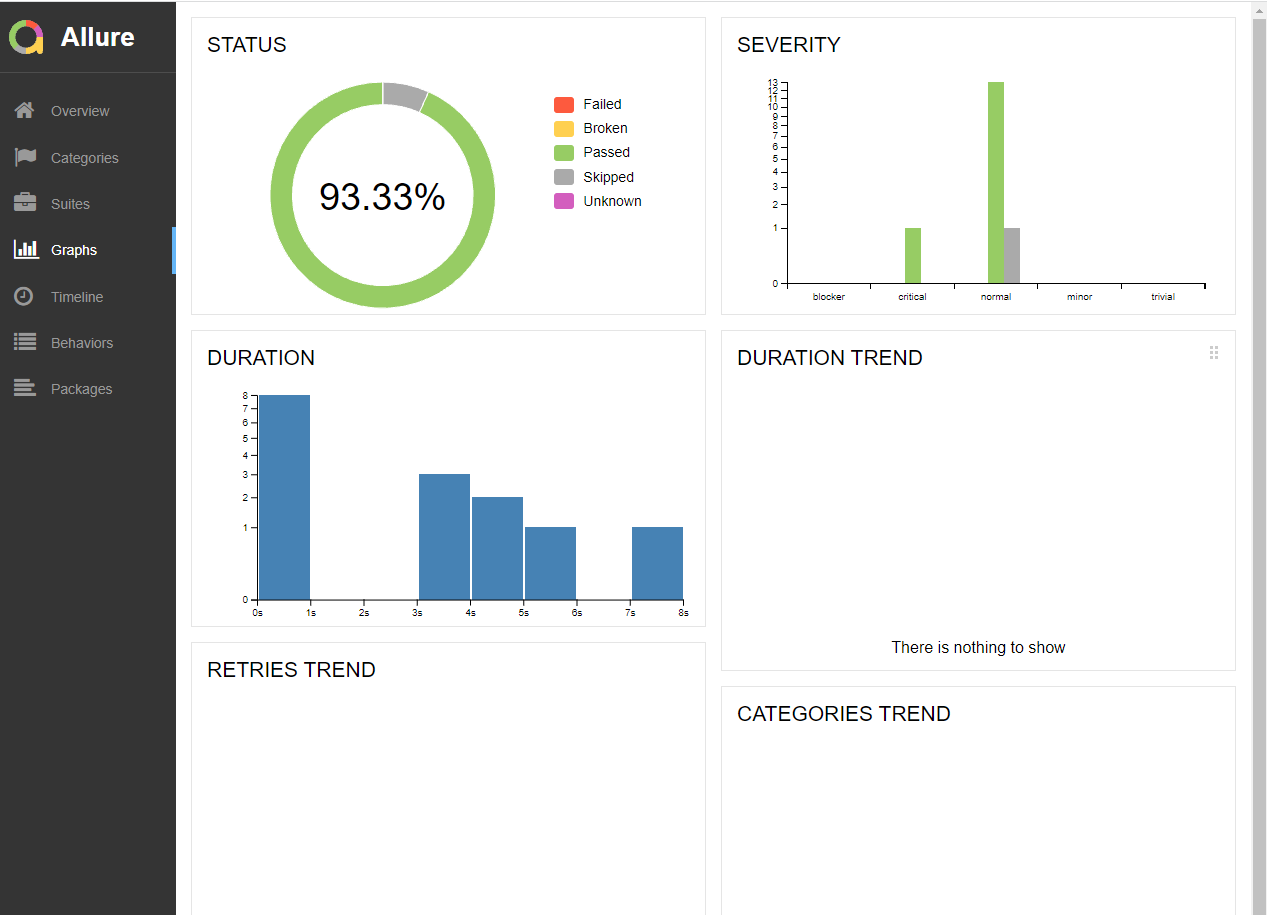 Allure
Overview
Categories
Suites
Graphs
Timeline
Behaviors
Packages
STATUS
93.33%
Failed
Broken
Passed
Skipped
Unknown
SEVERITY
13
12
11
10
9
8
7
6
5
4
3
2
1
0
blocker critical normal minor trivial
DURATION
8
7
6
5
4
3
2
1
0
0s 1s 2s 3s 4s 5s 6s 7s 8s
DURATION TREND
There is nothing to show
RETRIES TREND
CATEGORIES TREND